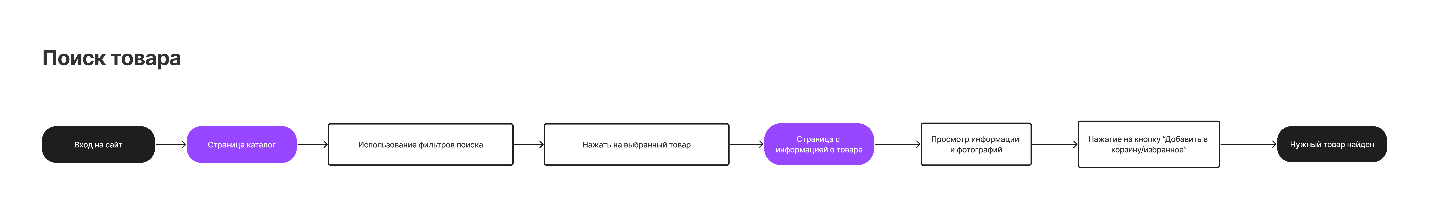 Поиск товара
Вход на сайт
Страница каталог
Использование фильтров поиска
Нажать на выбранный товар
Страница с
информацией о товаре
Просмотр информации
и фотографий
Нажатие на кнопку "Добавить в
корзину/избранное"
Нужный товар найден